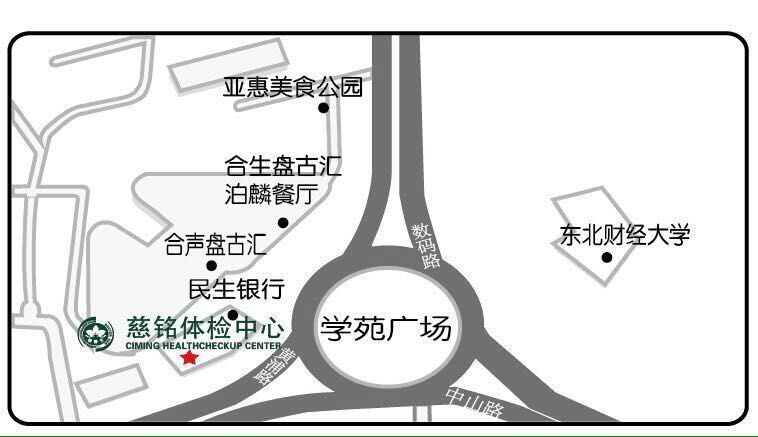 亚惠美食公园
合生盘古汇
泊麟餐厅
数码路
东北财经大学
合声盘古汇
民生银行
慈铭体检中心
CIMING HEALTHCHECKUP CENTER
学苑广场
黄浦路
中山路